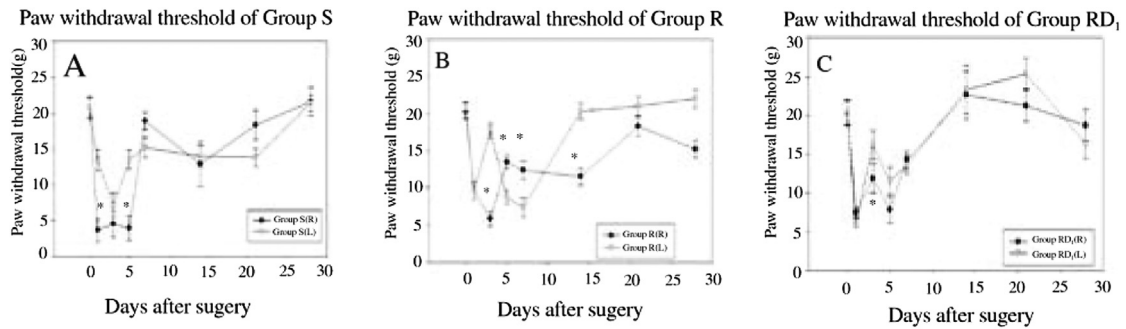 Paw withdrawal threshold of Group S
Paw withdrawal threshold(g)
30
25
20
15
10
5
0
A
*
*
Group S(R)
Group S(L)
0
5
10
15
20
25
30
Days after sugery
Paw withdrawal threshold of Group R
Paw withdrawal threshold (g)
30
25
20
15
10
5
0
B
*
*
*
*
Group R(R)
Group R(L)
0
5
10
15
20
25
30
Days after sugery
Paw withdrawal threshold of Group RD₁
Paw withdrawal threshold (g)
30
25
20
15
10
5
0
C
*
Group RD₁(R)
Group RD₁(L)
0
5
10
15
20
25
30
Days after sugery